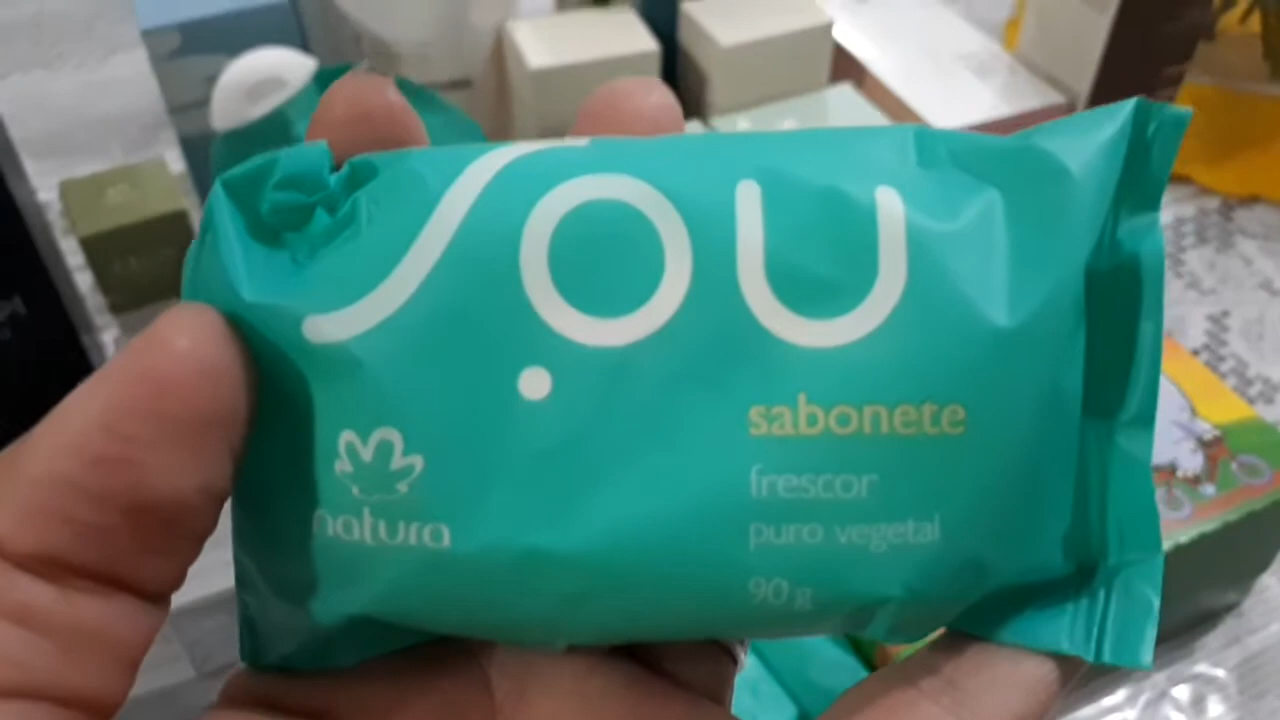 sou
natura
sabonete
frescor
puro vegetal
90 g